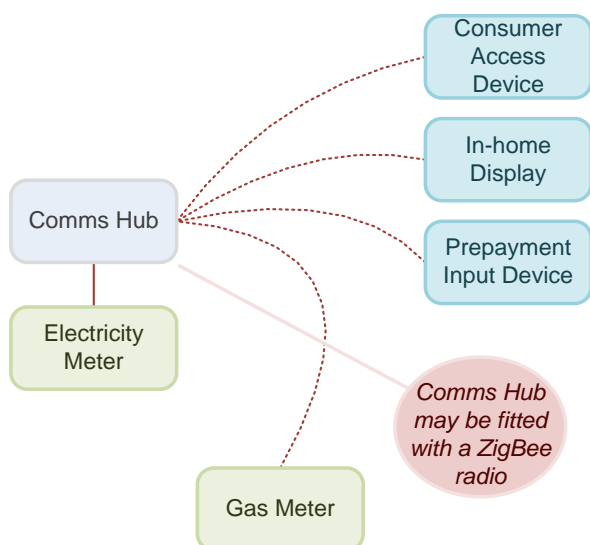 Consumer
Access
Device
In-home
Display
Comms Hub
Prepayment
Input Device
Electricity
Meter
Comms Hub
may be fitted
with a ZigBee
radio
Gas Meter